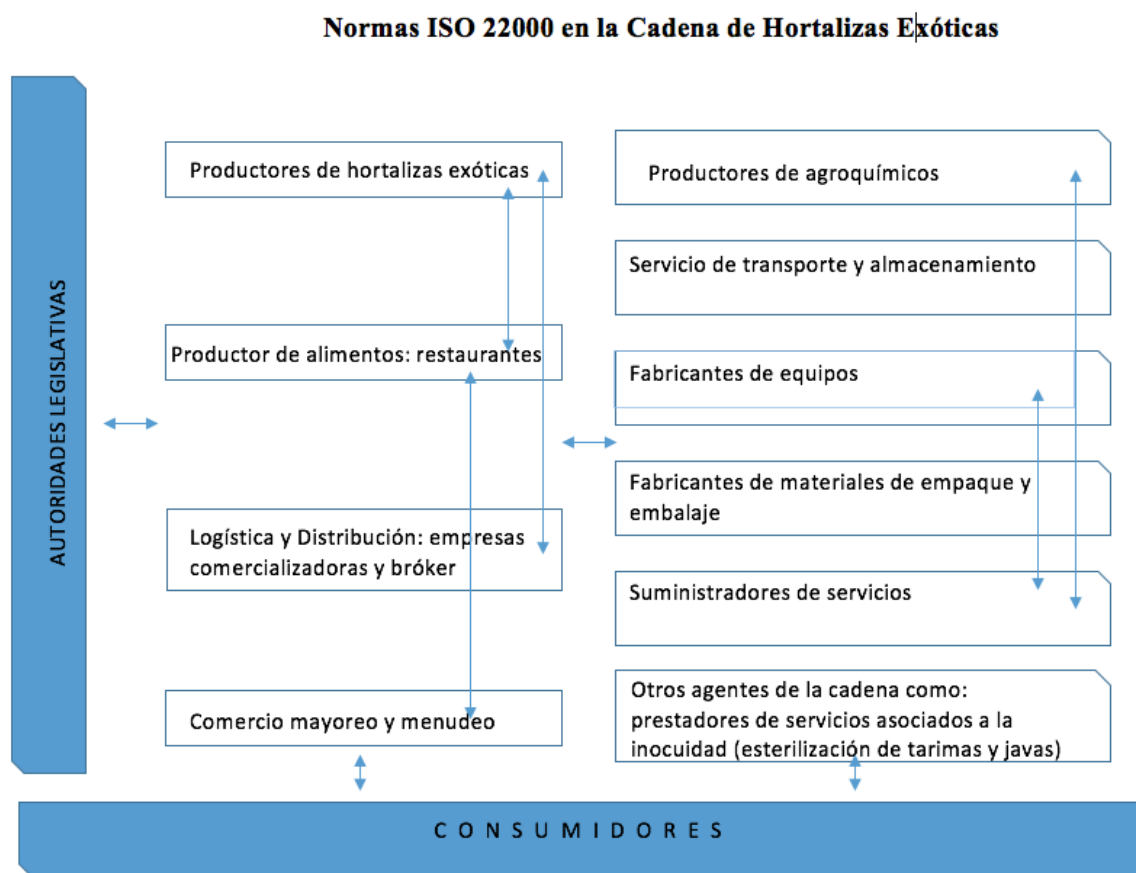 Normas ISO 22000 en la Cadena de Hortalizas Exóticas
AUTORIDADES LEGISLATIVAS
Productores de hortalizas exóticas
Productor de alimentos: restaurantes
Logística y Distribución: empresas
comercializadoras y bróker
Comercio mayoreo y menudeo
Productores de agroquímicos
Servicio de transporte y almacenamiento
Fabricantes de equipos
Fabricantes de materiales de empaque y
embalaje
Suministradores de servicios
Otros agentes de la cadena como:
prestadores de servicios asociados a la
inocuidad (esterilización de tarimas y javas)
CONSUMIDORES